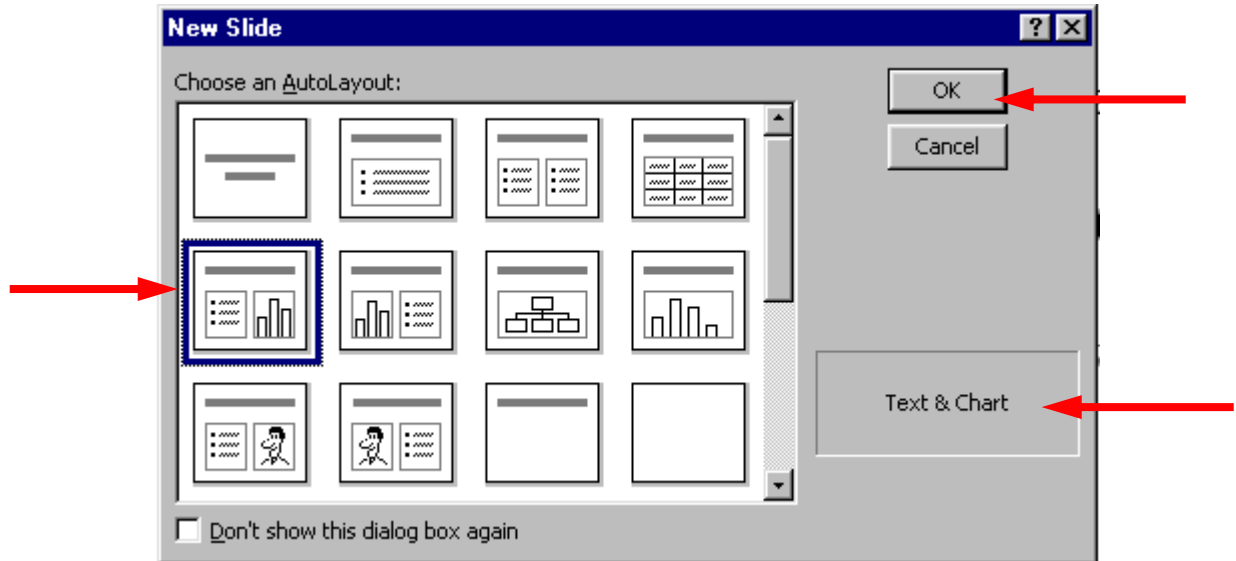 New Slide
Choose an AutoLayout:
OK
Cancel
Text & Chart
Don't show this dialog box again